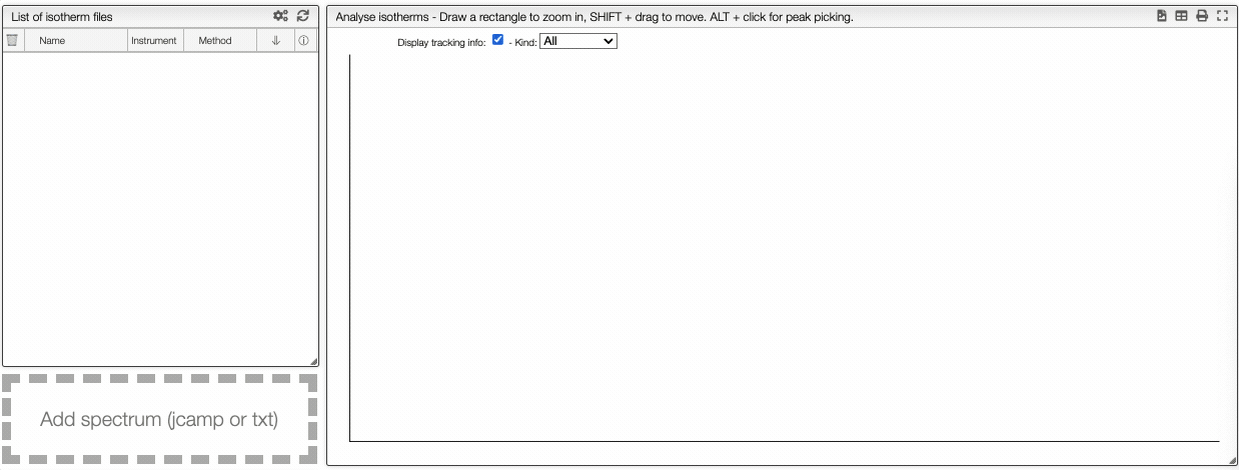 List of isotherm files
Name Instrument Method
Analyse isotherms - Draw a rectangle to zoom in, SHIFT + drag to move. ALT + click for peak picking.
Display tracking info: - Kind: All
Add spectrum (jcamp or txt)